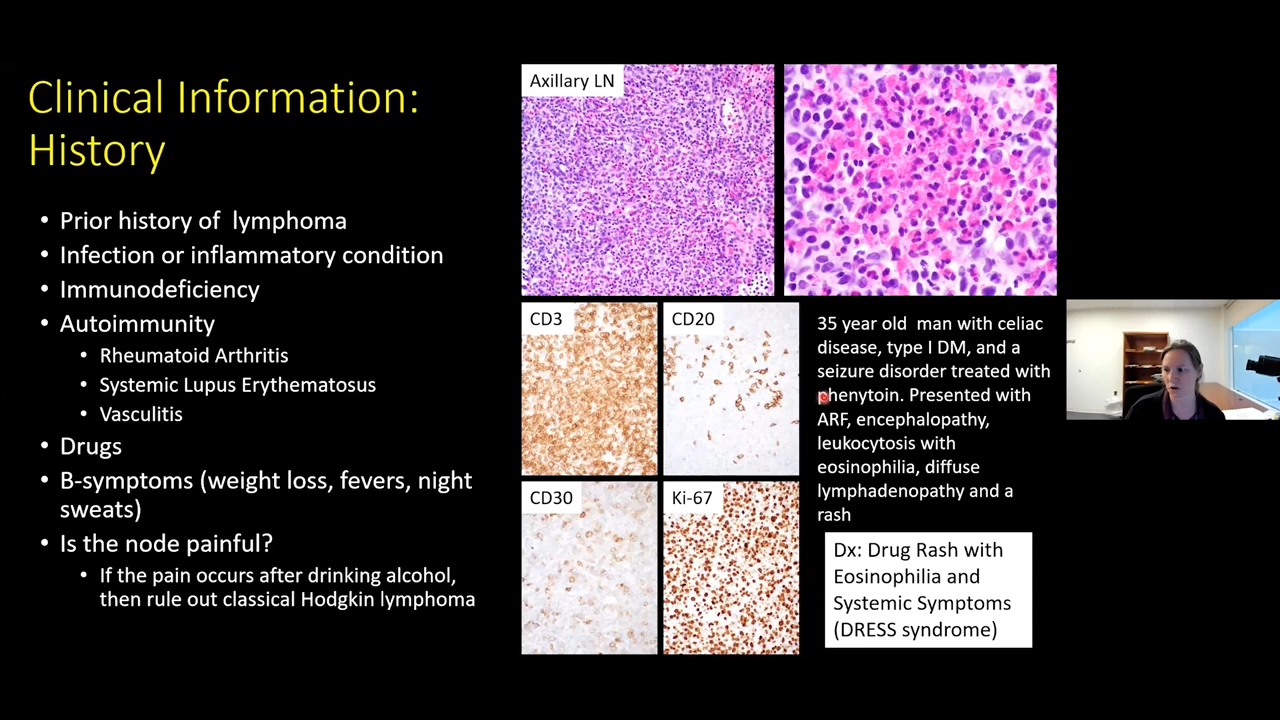 Clinical Information:
History
• Prior history of lymphoma
• Infection or inflammatory condition
• Immunodeficiency
• Autoimmunity
• Rheumatoid Arthritis
• Systemic Lupus Erythematosus
• Vasculitis
• Drugs
• B-symptoms (weight loss, fevers, night
sweats)
• Is the node painful?
• If the pain occurs after drinking alcohol,
then rule out classical Hodgkin lymphoma
Axillary LN
CD3
CD20
CD30
Ki-67
35 year old man with celiac
disease, type I DM, and a
seizure disorder treated with
phenytoin. Presented with
ARF, encephalopathy,
leukocytosis with
eosinophilia, diffuse
lymphadenopathy and a
rash
Dx: Drug Rash with
Eosinophilia and
Systemic Symptoms
(DRESS syndrome)